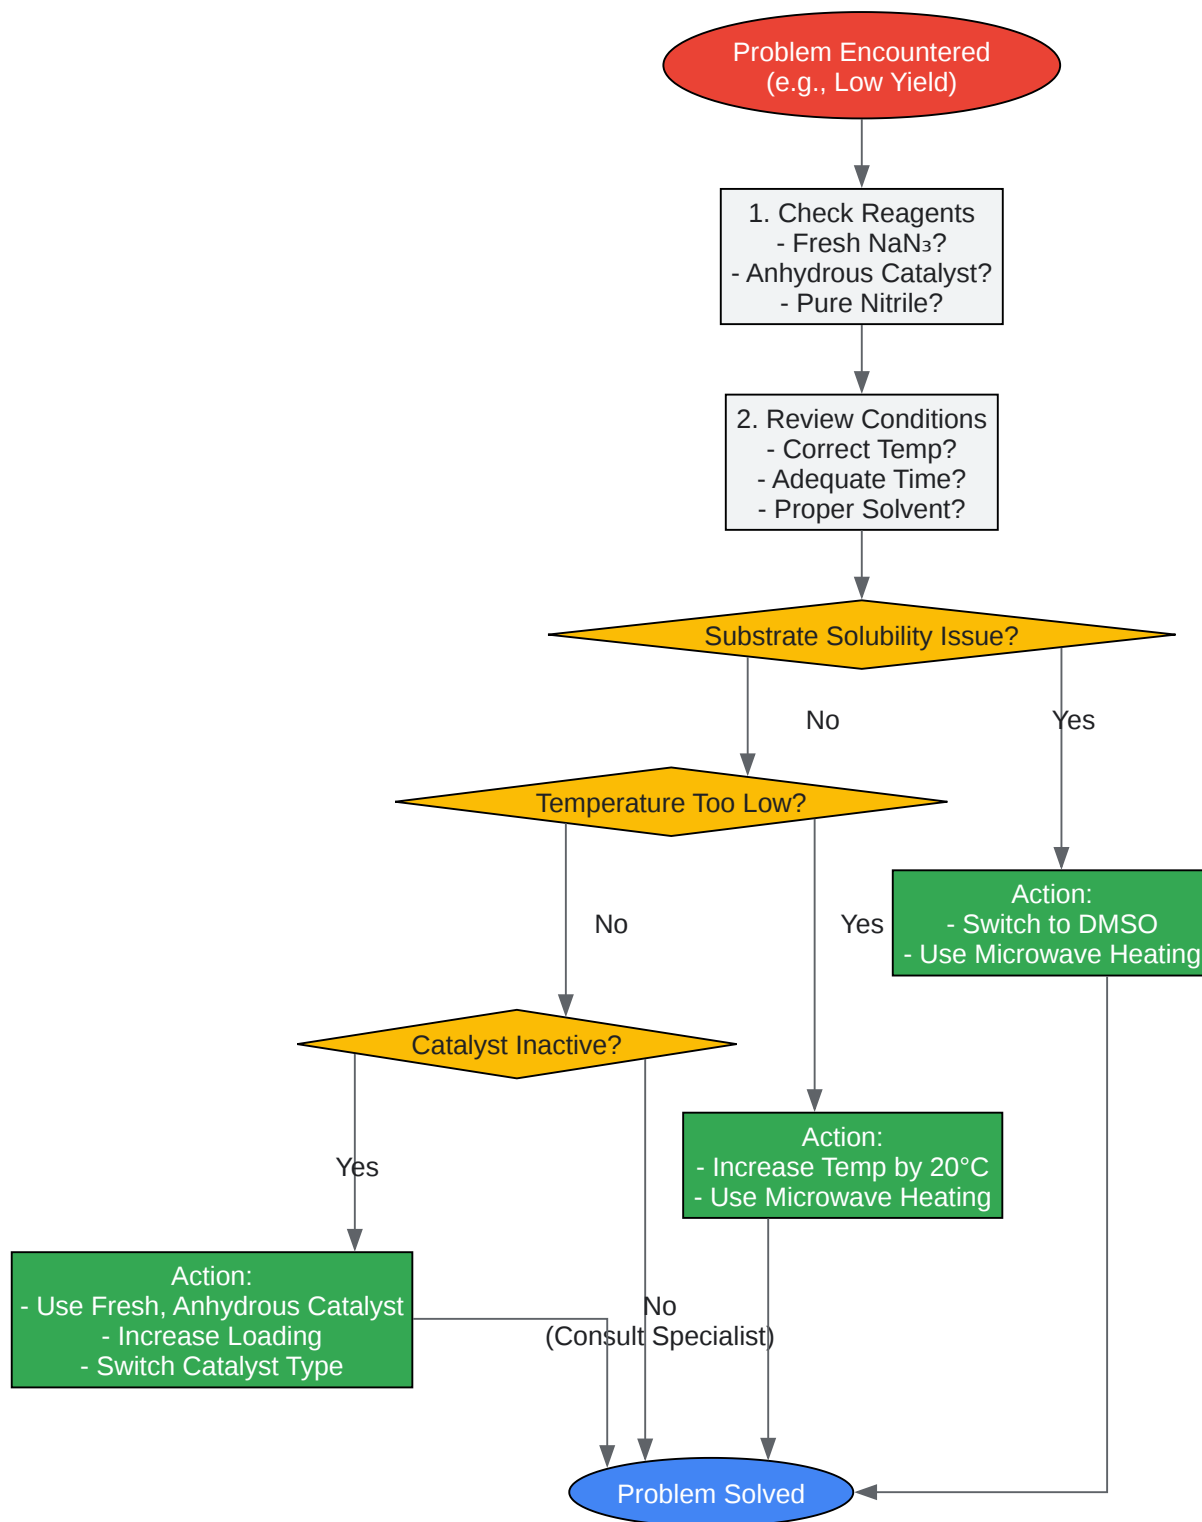 Problem Encountered
(e.g., Low Yield)
1. Check Reagents
- Fresh NaN₃?
- Anhydrous Catalyst?
- Pure Nitrile?
2. Review Conditions
- Correct Temp?
- Adequate Time?
- Proper Solvent?
Substrate Solubility Issue?
No
Yes
Temperature Too Low?
No
Yes
Action:
- Switch to DMSO
- Use Microwave Heating
Catalyst Inactive?
Yes
Action:
- Increase Temp by 20°C
- Use Microwave Heating
Action:
- Use Fresh, Anhydrous Catalyst
- Increase Loading
- Switch Catalyst Type
No
(Consult Specialist)
Problem Solved